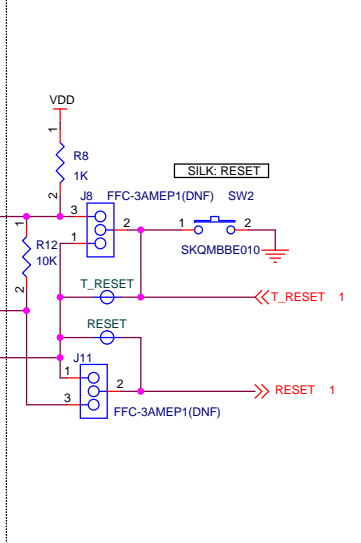 VDD
1
R8
1K
2
SILK: RESET
J8 FFC-3AMEP1(DNF) SW2
3
2
1
1 2
SKQMBBE010
1
R12
10K
2
T_RESET
T_RESET 1
RESET
J11
1
2
3
RESET 1
FFC-3AMEP1(DNF)